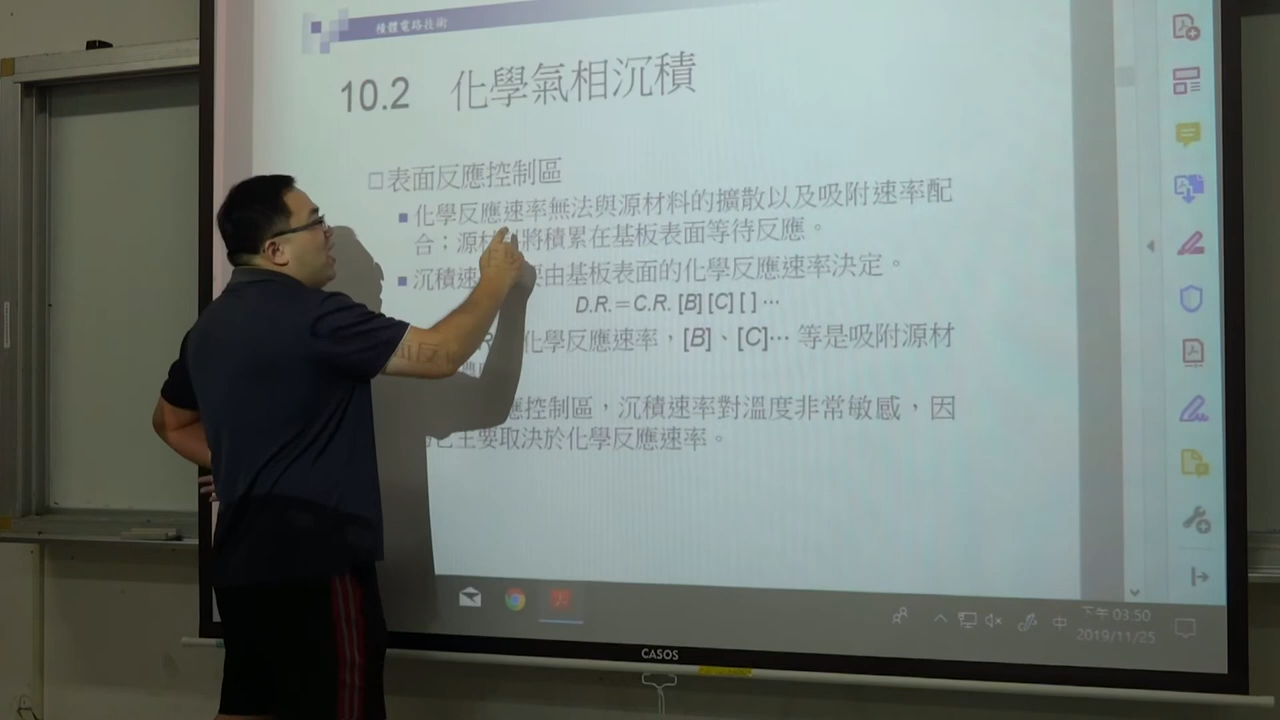 積體電路技術
10.2 化學氣相沉積
□表面反應控制區
■化學反應速率無法與源材料的擴散以及吸附速率配
合；源材 將積累在基板表面等待反應。
■沉積速 要由基板表面的化學反應速率決定。
D.R.=C.R. [B] [C] [ ] …
化學反應速率，[B]、[C]… 等是吸附源材
應控制區，沉積速率對溫度非常敏感，因
主要取決於化學反應速率。
中
下午 03:50
2019/11/25
CASOS